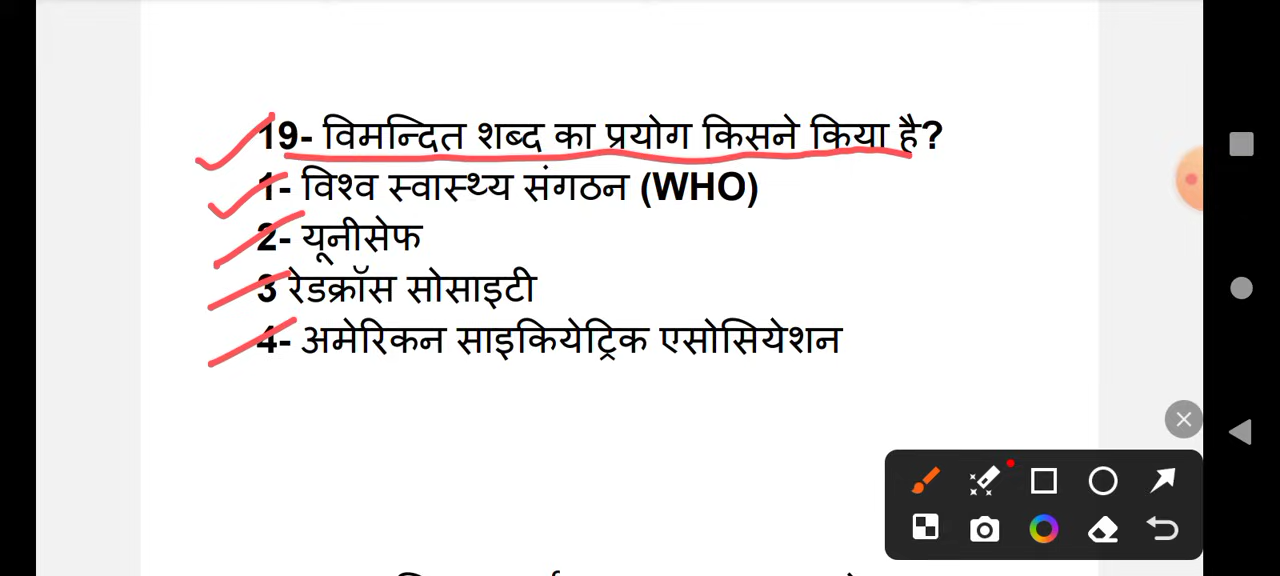 19- विमन्दित शब्द का प्रयोग किसने किया है?
1- विश्व स्वास्थ्य संगठन (WHO)
2- यूनीसेफ
3 रेडक्रॉस सोसाइटी
4- अमेरिकन साइकियेट्रिक एसोसियेशन